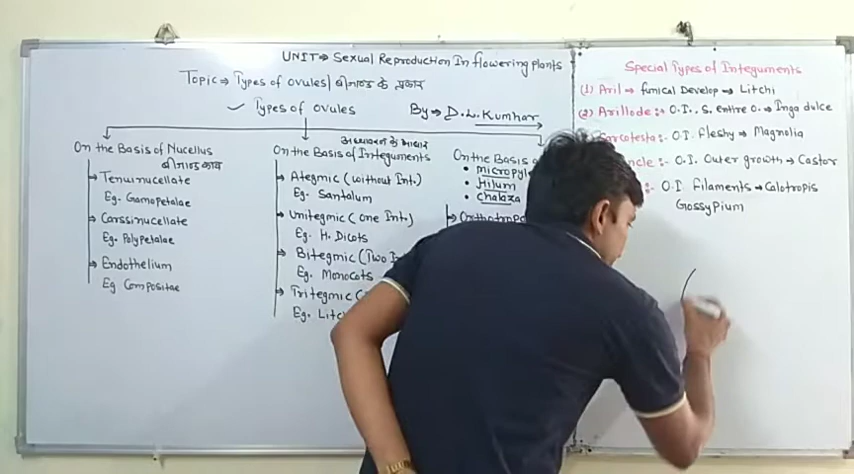 UNIT⇒ Sexual Reproduction In flowering plants
Topic⇒ Types of ovules| बीजाण्ड के प्रकार
✓ Types of ovules
By⇒ D.L. Kumhar
On the Basis of Nucellus
बीजाण्ड काय
→ Tenuinucellate
Eg. Gamopetalae
→ Carssinucellate
Eg. Polypetalae
→ Endothelium
Eg Compositae
अध्यावरण के आधार
On the Basis of Integuments
→ Ategmic (without Int.)
Eg. Santalum
→ Unitegmic (one Int.)
Eg. H. Dicots
→ Bitegmic (Two I
Eg. Monocots
→ Tritegmic (
Eg. Litc
On the Basis o
• Micropyl
• Hilum
• Chalaza
→ Orthotropo
Special Types of Integuments
(1) Aril → funical Develop → Litchi
(2) Arillode :- O.I., S. entire O. → Inga dulce
Sarcotesta :- O.I. fleshy ⇒ Magnolia
ncle :- O.I. Outer growth → Castor
:- O.I filaments → Calotropis
Gossypium